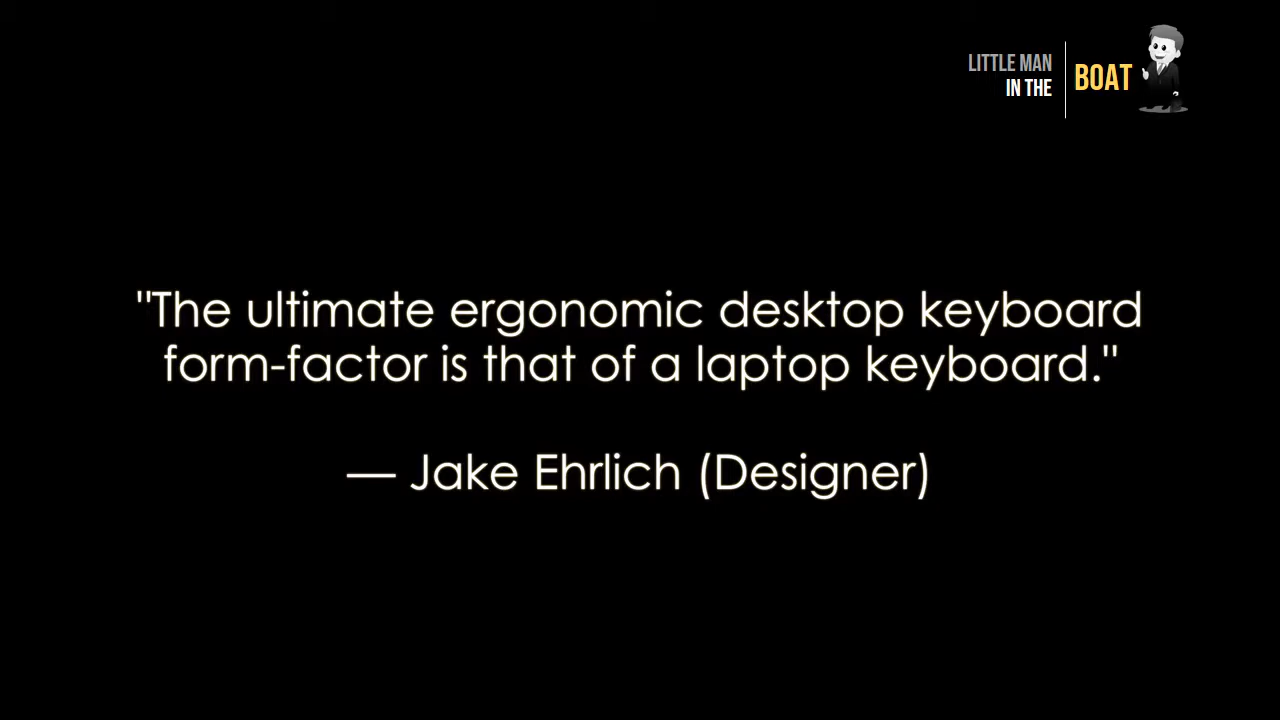 LITTLE MAN
IN THE
BOAT
"The ultimate ergonomic desktop keyboard
form-factor is that of a laptop keyboard."
— Jake Ehrlich (Designer)